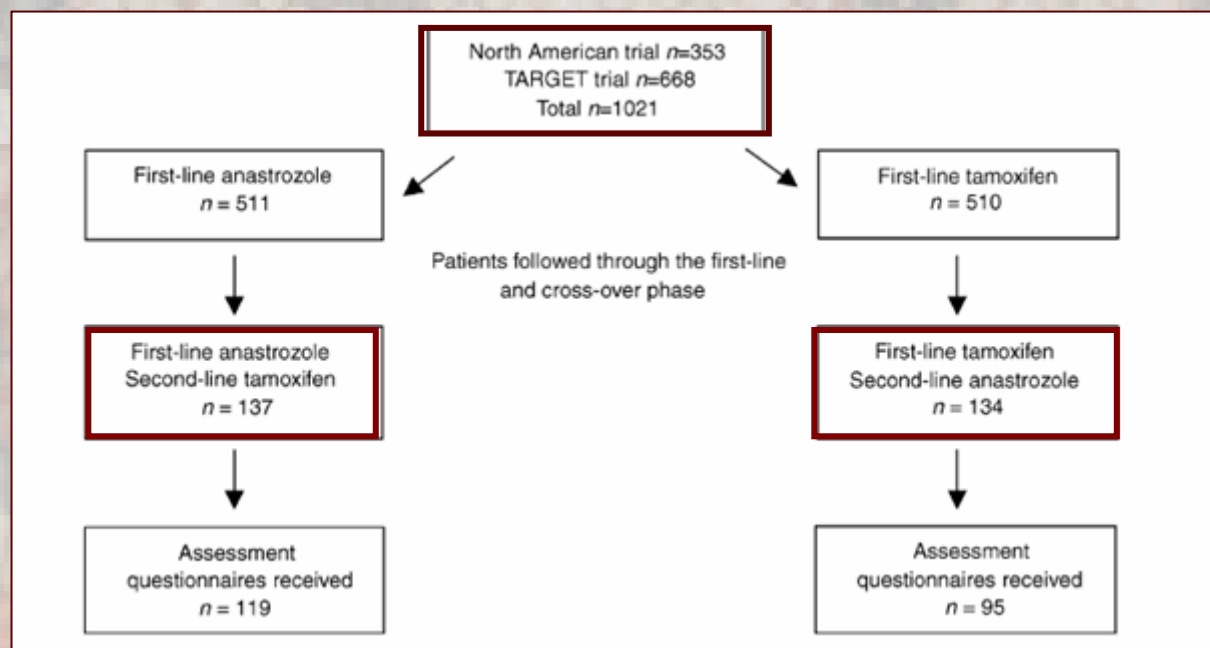 North American trial n=353
TARGET trial n=668
Total n=1021
First-line anastrozole
n = 511
First-line tamoxifen
n = 510
Patients followed through the first-line
and cross-over phase
First-line anastrozole
Second-line tamoxifen
n = 137
First-line tamoxifen
Second-line anastrozole
n = 134
Assessment
questionnaires received
n = 119
Assessment
questionnaires received
n = 95